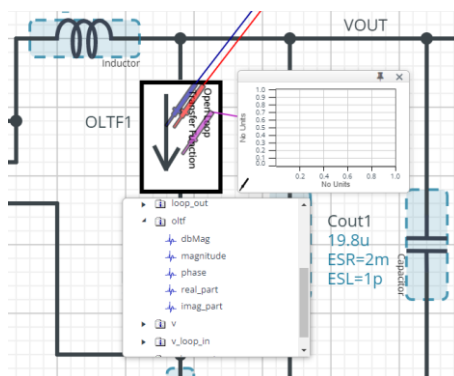 VOUT
Inductor
OLTF1
Open Loop
Transfer Function
1.0
0.9
0.8
0.7
0.6
0.5
0.4
0.3
0.2
0.1
0.0
No Units
0.2 0.4 0.6 0.8 1.0
No Units
loop_out
oltf
dbMag
magnitude
phase
real_part
imag_part
v
v_loop_in
Cout1
19.8u
ESR=2m
ESL=1p
Capacitor